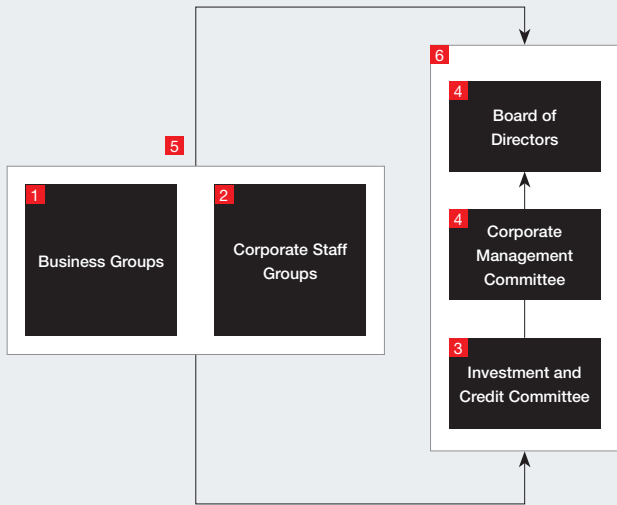 6
4
Board of
Directors
5
1
Business Groups
2
Corporate Staff
Groups
4
Corporate
Management
Committee
3
Investment and
Credit Committee